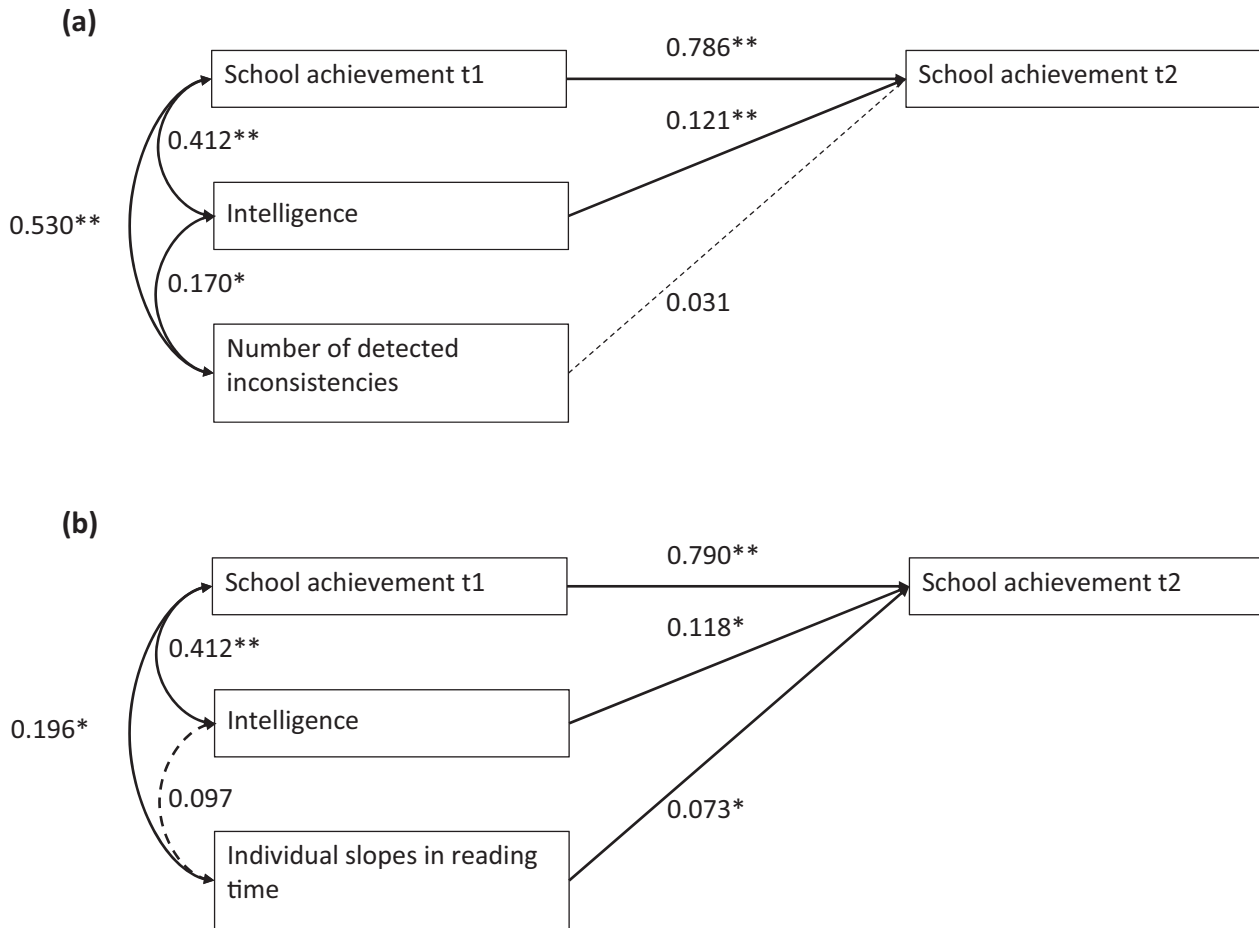 (a)
0.786**
School achievement t1
School achievement t2
0.121**
0.412**
Intelligence
0.530**
0.170*
0.031
Number of detected
inconsistencies
(b)
0.790**
School achievement t1
School achievement t2
0.118*
0.412**
Intelligence
0.196*
0.097
0.073*
Individual slopes in reading
time